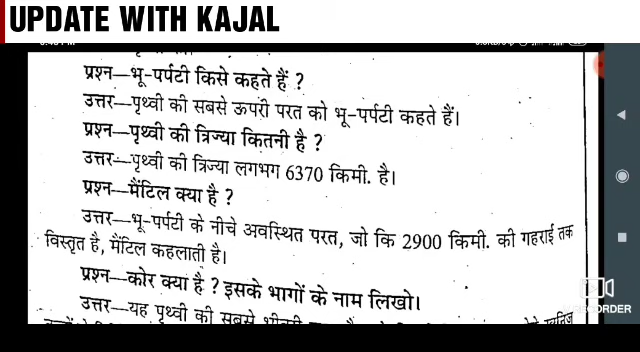 UPDATE WITH KAJAL
प्रश्न—भू-पर्पटी किसे कहते हैं ?
उत्तर—पृथ्वी की सबसे ऊपरी परत को भू-पर्पटी कहते हैं।
प्रश्न—पृथ्वी की त्रिज्या कितनी है ?
उत्तर—पृथ्वी की त्रिज्या लगभग 6370 किमी. है।
प्रश्न—मैंटिल क्या है ?
उत्तर—भू-पर्पटी के नीचे अवस्थित परत, जो कि 2900 किमी. की गहराई तक
विस्तृत है, मैंटिल कहलाती है।
प्रश्न—कोर क्या है ? इसके भागों के नाम लिखो।
उत्तर—यह पृथ्वी की सबसे